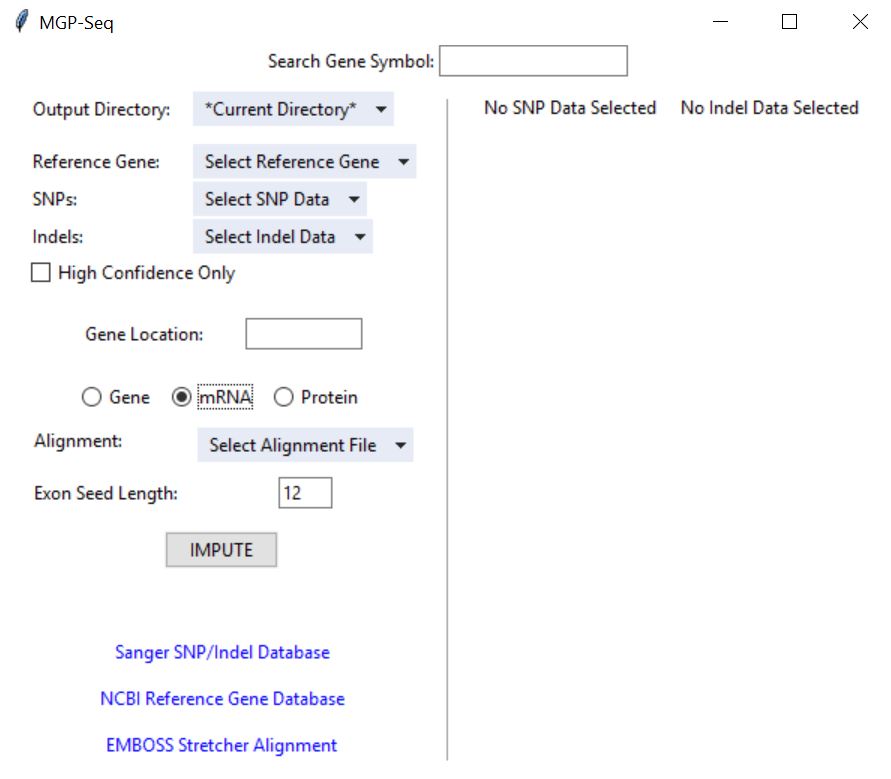 MGP-Seq
Search Gene Symbol:
Output Directory: *Current Directory*
No SNP Data Selected No Indel Data Selected
Reference Gene: Select Reference Gene
SNPs: Select SNP Data
Indels: Select Indel Data
High Confidence Only
Gene Location:
Gene mRNA Protein
Alignment: Select Alignment File
Exon Seed Length: 12
IMPUTE
Sanger SNP/Indel Database
NCBI Reference Gene Database
EMBOSS Stretcher Alignment